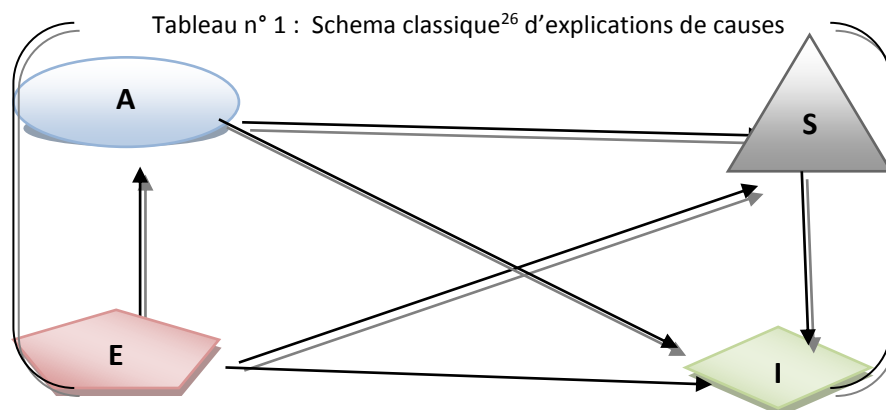 Tableau n° 1 : Schema classique²⁶ d'explications de causes
A
S
E
I